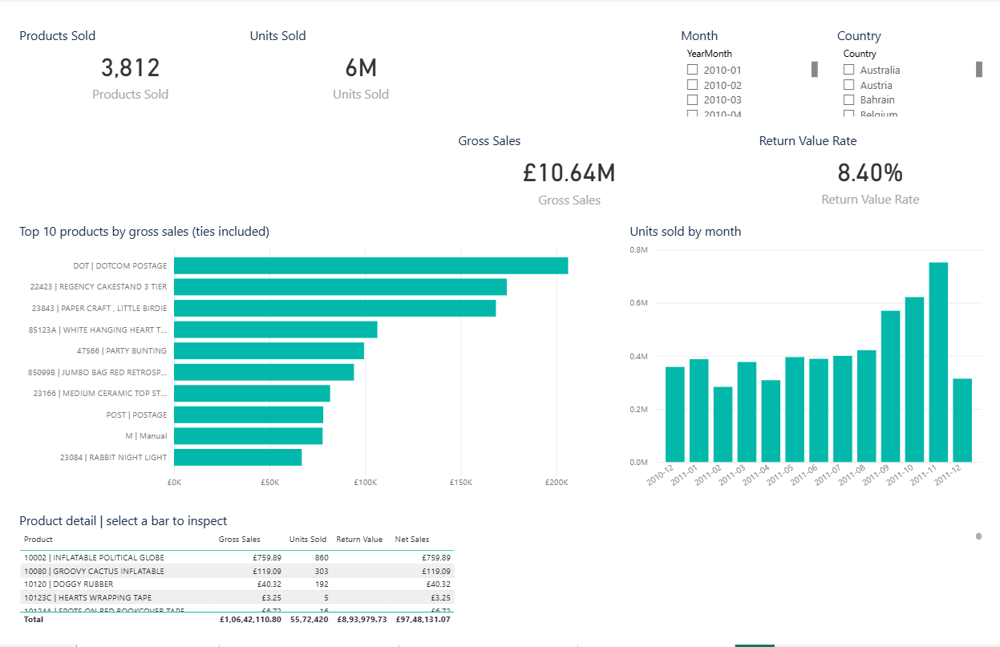 Products Sold
3,812
Products Sold
Units Sold
6M
Units Sold
Month
YearMonth
2010-01
2010-02
2010-03
2010-04
Country
Country
Australia
Austria
Bahrain
Belgium
Gross Sales
£10.64M
Gross Sales
Return Value Rate
8.40%
Return Value Rate
Top 10 products by gross sales (ties included)
DOT | DOTCOM POSTAGE
22423 | REGENCY CAKESTAND 3 TIER
23843 | PAPER CRAFT , LITTLE BIRDIE
85123A | WHITE HANGING HEART T...
47566 | PARTY BUNTING
85099B | JUMBO BAG RED RETROSP...
23166 | MEDIUM CERAMIC TOP ST...
POST | POSTAGE
M | Manual
23084 | RABBIT NIGHT LIGHT
£0K £50K £100K £150K £200K
Units sold by month
0.8M
0.6M
0.4M
0.2M
0.0M
2010-12 2011-01 2011-02 2011-03 2011-04 2011-05 2011-06 2011-07 2011-08 2011-09 2011-10 2011-11 2011-12
Product detail | select a bar to inspect
Product Gross Sales Units Sold Return Value Net Sales
10002 | INFLATABLE POLITICAL GLOBE £759.89 860 £759.89
10080 | GROOVY CACTUS INFLATABLE £119.09 303 £119.09
10120 | DOGGY RUBBER £40.32 192 £40.32
10123C | HEARTS WRAPPING TAPE £3.25 5 £3.25
10124A | SPOTS ON RED BOOKCOVER TAPE £6.72 16 £6.72
Total £1,06,42,110.80 55,72,420 £8,93,979.73 £97,48,131.07